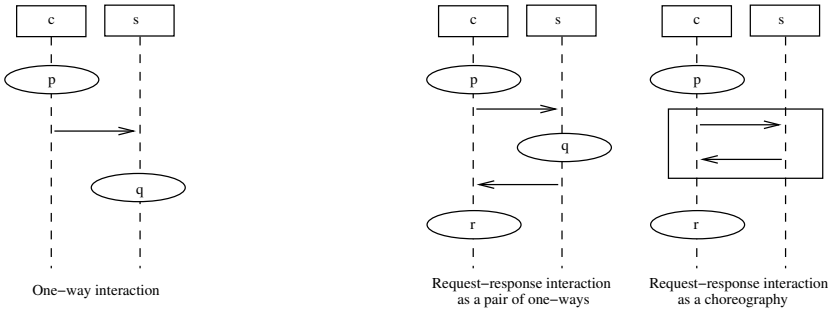 c s
p
q
One−way interaction
c s
p
q
r
Request−response interaction
as a pair of one−ways
c s
p
r
Request−response interaction
as a choreography